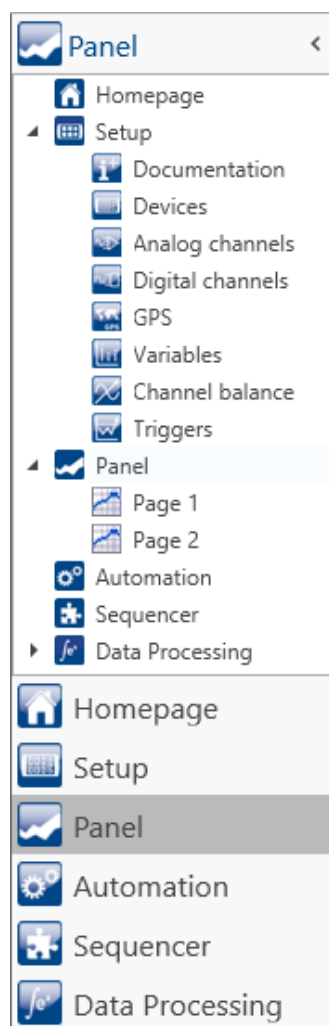 Panel
Homepage
Setup
Documentation
Devices
Analog channels
Digital channels
GPS
Variables
Channel balance
Triggers
Panel
Page 1
Page 2
Automation
Sequencer
Data Processing
Homepage
Setup
Panel
Automation
Sequencer
Data Processing